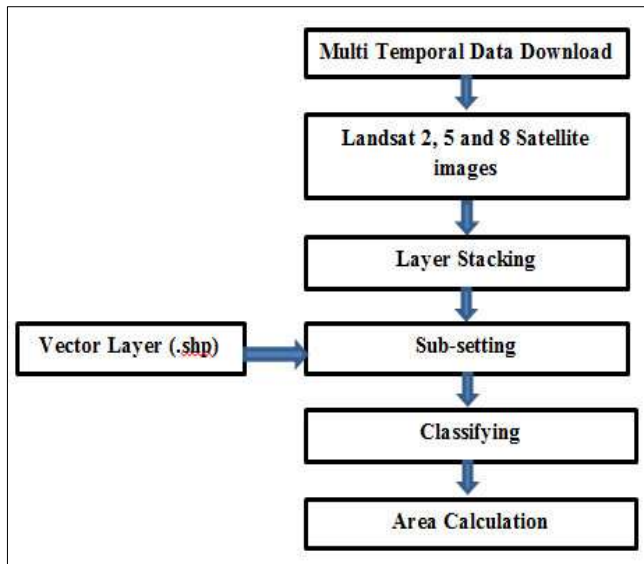 Multi Temporal Data Download
Landsat 2, 5 and 8 Satellite
images
Layer Stacking
Vector Layer (.shp)
Sub-setting
Classifying
Area Calculation